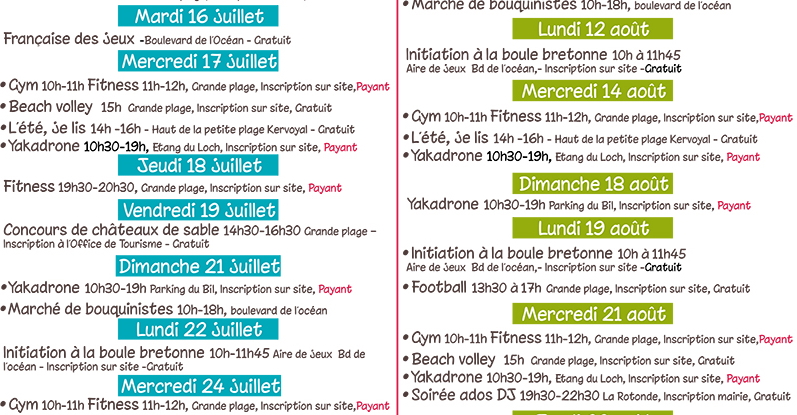 Mardi 16 Juillet
Française des Jeux -Boulevard de l'Océan - Gratuit
Mercredi 17 Juillet
• Gym 10h-11h Fitness 11h-12h, Grande plage, Inscription sur site,Payant
• Beach volley 15h Grande plage, Inscription sur site, Gratuit
• L'été, Je lis 14h -16h - Haut de la petite plage Kervoyal - Gratuit
• Yakadrone 10h30-19h, Etang du Loch, Inscription sur site, Payant
Jeudi 18 Juillet
Fitness 19h30-20h30, Grande plage, Inscription sur site, Payant
Vendredi 19 Juillet
Concours de châteaux de sable 14h30-16h30 Grande plage –
Inscription à l'Office de Tourisme - Gratuit
Dimanche 21 Juillet
• Yakadrone 10h30-19h Parking du Bil, Inscription sur site, Payant
• Marché de bouquinistes 10h-18h, boulevard de l'océan
Lundi 22 Juillet
Initiation à la boule bretonne 10h-11h45 Aire de Jeux Bd de
l'océan - Inscription sur site -Gratuit
Mercredi 24 Juillet
• Gym 10h-11h Fitness 11h-12h, Grande plage, Inscription sur site,Payant
• Marché de bouquinistes 10h-18h, boulevard de l'océan
Lundi 12 août
Initiation à la boule bretonne 10h à 11h45
Aire de Jeux Bd de l'océan,- Inscription sur site -Gratuit
Mercredi 14 août
• Gym 10h-11h Fitness 11h-12h, Grande plage, Inscription sur site,Payant
• L'été, Je lis 14h -16h - Haut de la petite plage Kervoyal - Gratuit
• Yakadrone 10h30-19h, Etang du Loch, Inscription sur site, Payant
Dimanche 18 août
Yakadrone 10h30-19h Parking du Bil, Inscription sur site, Payant
Lundi 19 août
• Initiation à la boule bretonne 10h à 11h45
Aire de Jeux Bd de l'océan,- Inscription sur site -Gratuit
• Football 13h30 à 17h Grande plage, Inscription sur site, Gratuit
Mercredi 21 août
• Gym 10h-11h Fitness 11h-12h, Grande plage, Inscription sur site,Payant
• Beach volley 15h Grande plage, Inscription sur site, Gratuit
• Yakadrone 10h30-19h, Etang du Loch, Inscription sur site, Payant
• Soirée ados DJ 19h30-22h30 La Rotonde, Inscription mairie, Gratuit